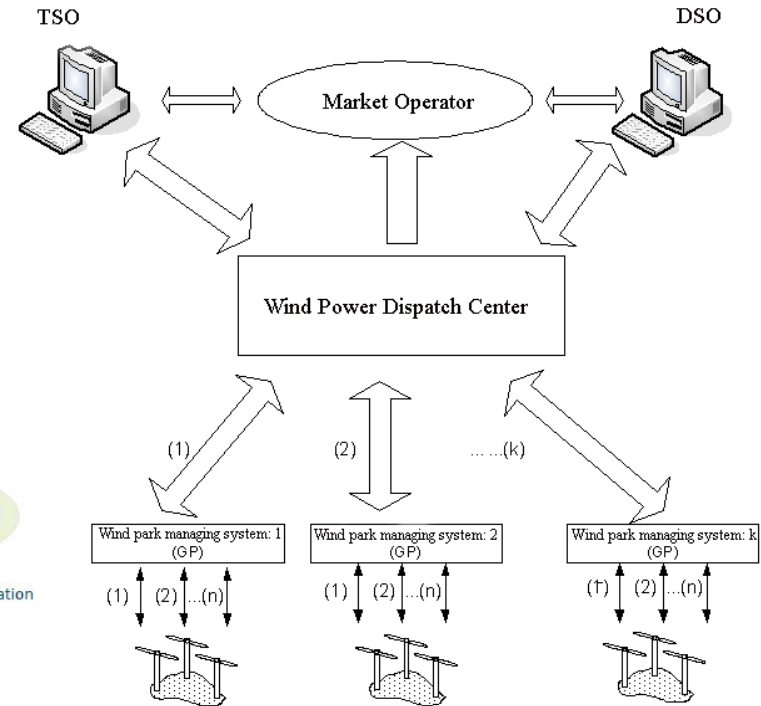 TSO
DSO
Market Operator
Wind Power Dispatch Center
(1)
(2)
... ...(k)
Wind park managing system: 1
(GP)
Wind park managing system: 2
(GP)
Wind park managing system: k
(GP)
(1)
(2)
...(n)
(1)
(2)
...(n)
(2)
...(n)
ation